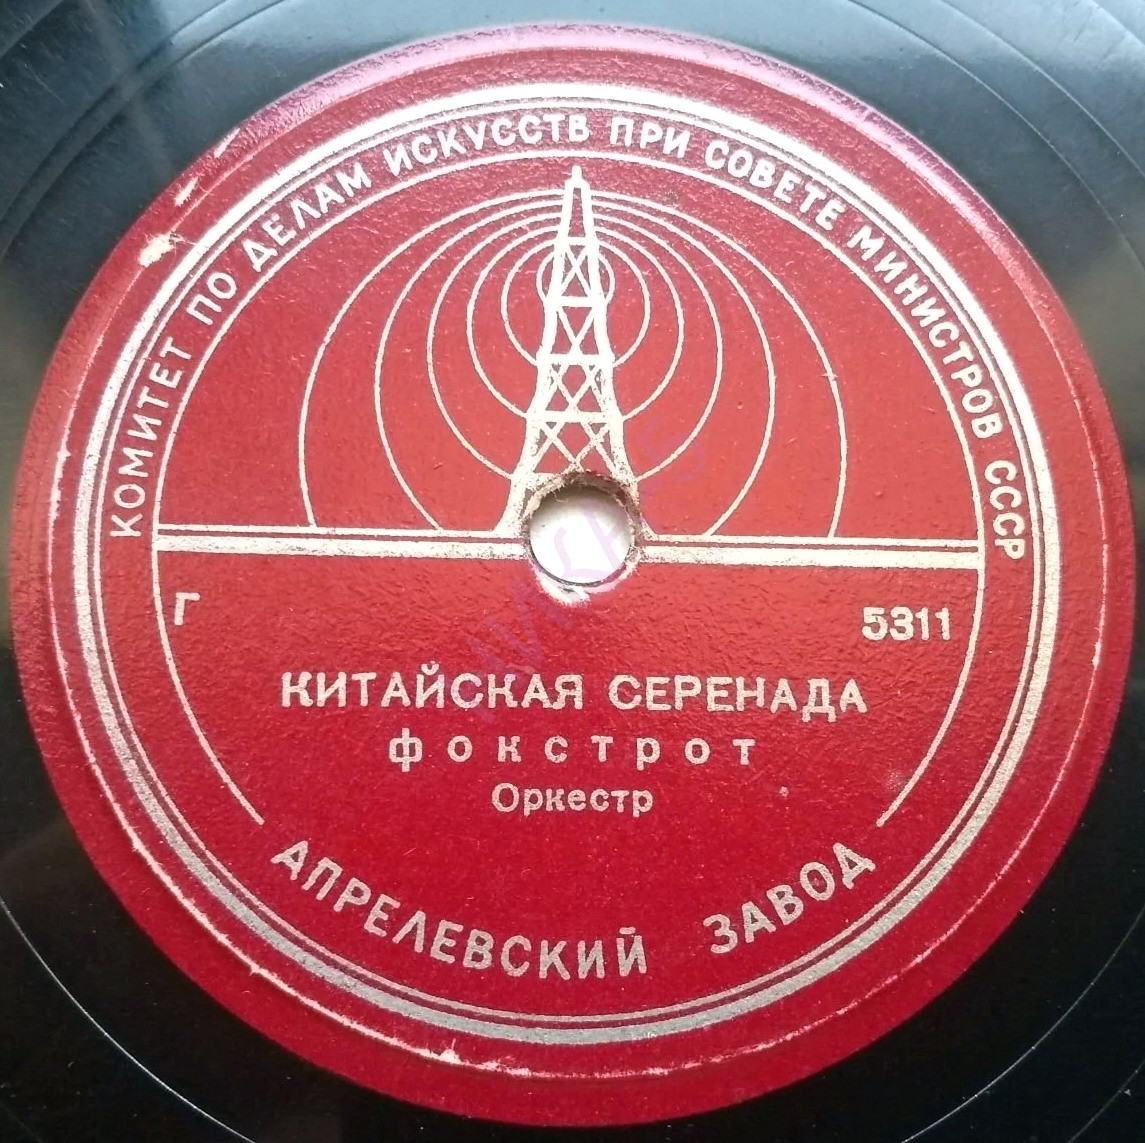 КОМИТЕТ ПО ДЕЛАМ ИСКУССТВ ПРИ СОВЕТЕ МИНИСТРОВ СССР
Г 5311
КИТАЙСКАЯ СЕРЕНАДА
фокстрот
Оркестр
АПРЕЛЕВСКИЙ ЗАВОД